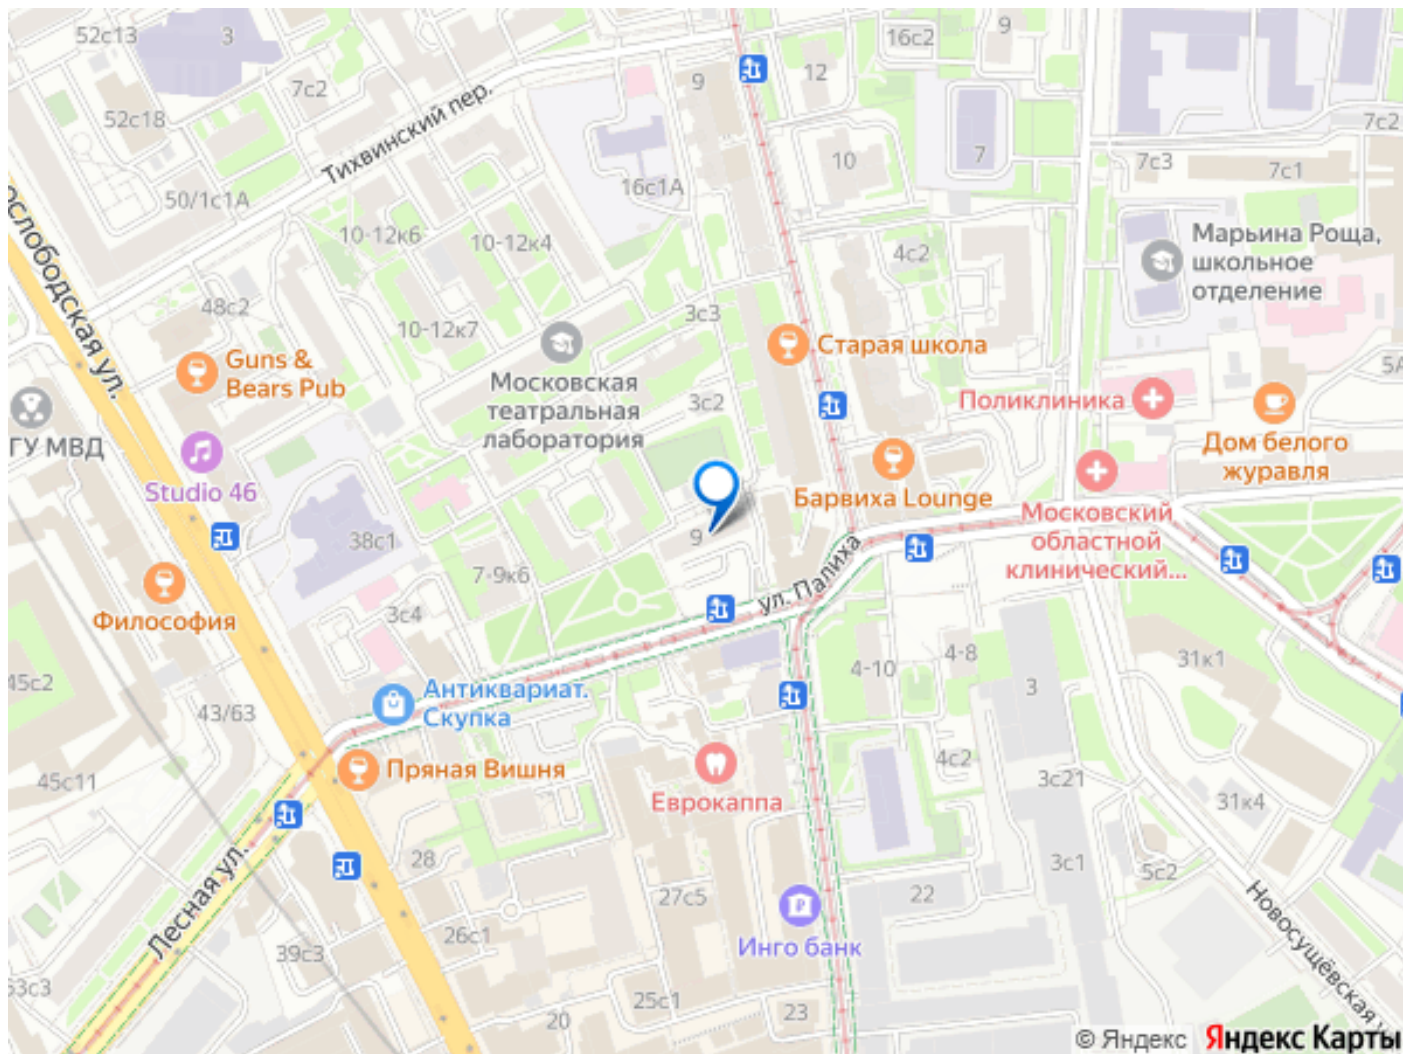 52с13
3
9
16с2
9
12
7с2
52с18
Тихвинский пер.
7с2
10
7
7с3
7с1
50/1с1А
16с1А
ослободская ул.
10-12к6
10-12к4
4с2
Марьина Роща,
школьное
отделение
48с2
10-12к7
3с3
Guns &
Bears Pub
Старая школа
5А
Московская
театральная
лаборатория
3с2
Поликлиника
ГУ МВД
Дом белого
журавля
Studio 46
Барвиха Lounge
Московский
областной
клинический...
38с1
9
7-9к6
ул. Палиха
Философия
3с4
4-10
4-8
31к1
45с2
43/63
Антиквариат.
Скупка
3
Пряная Вишня
4с2
45с11
3с21
Еврокаппа
31к4
Лесная ул.
28
3с1
5с2
27с5
22
Новосущёвская у
26с1
39с3
Инго банк
53с3
25с1
20
23
© Яндекс Яндекс Карты